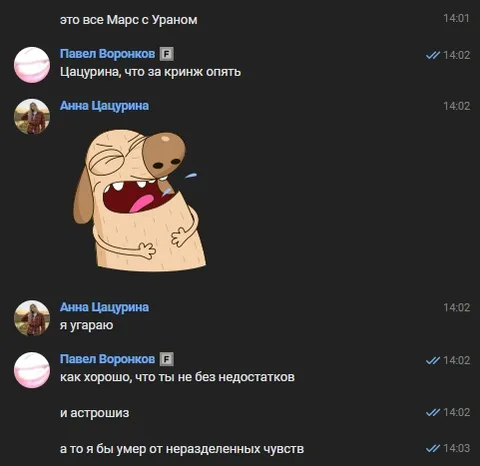 это все Марс с Ураном 14:01
Павел Воронков F 14:02
Цацурина, что за кринж опять
Анна Цацурина 14:02
Анна Цацурина 14:02
я угараю
Павел Воронков F 14:02
как хорошо, что ты не без недостатков
и астрошиз 14:02
а то я бы умер от неразделенных чувств 14:03